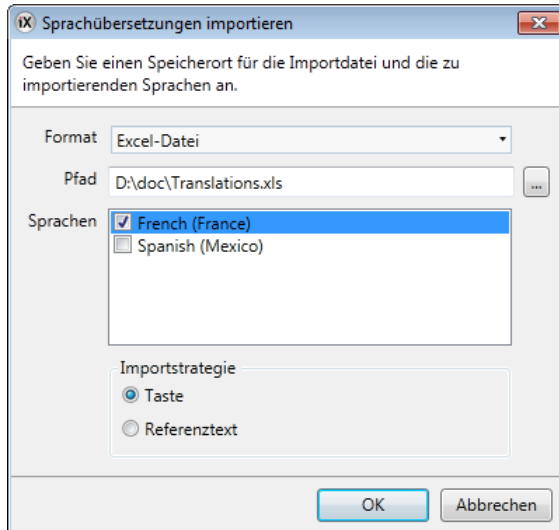 iX Sprachübersetzungen importieren
Geben Sie einen Speicherort für die Importdatei und die zu
importierenden Sprachen an.
Format Excel-Datei
Pfad D:\doc\Translations.xls ...
Sprachen French (France)
Spanish (Mexico)
Importstrategie
Taste
Referenztext
OK Abbrechen